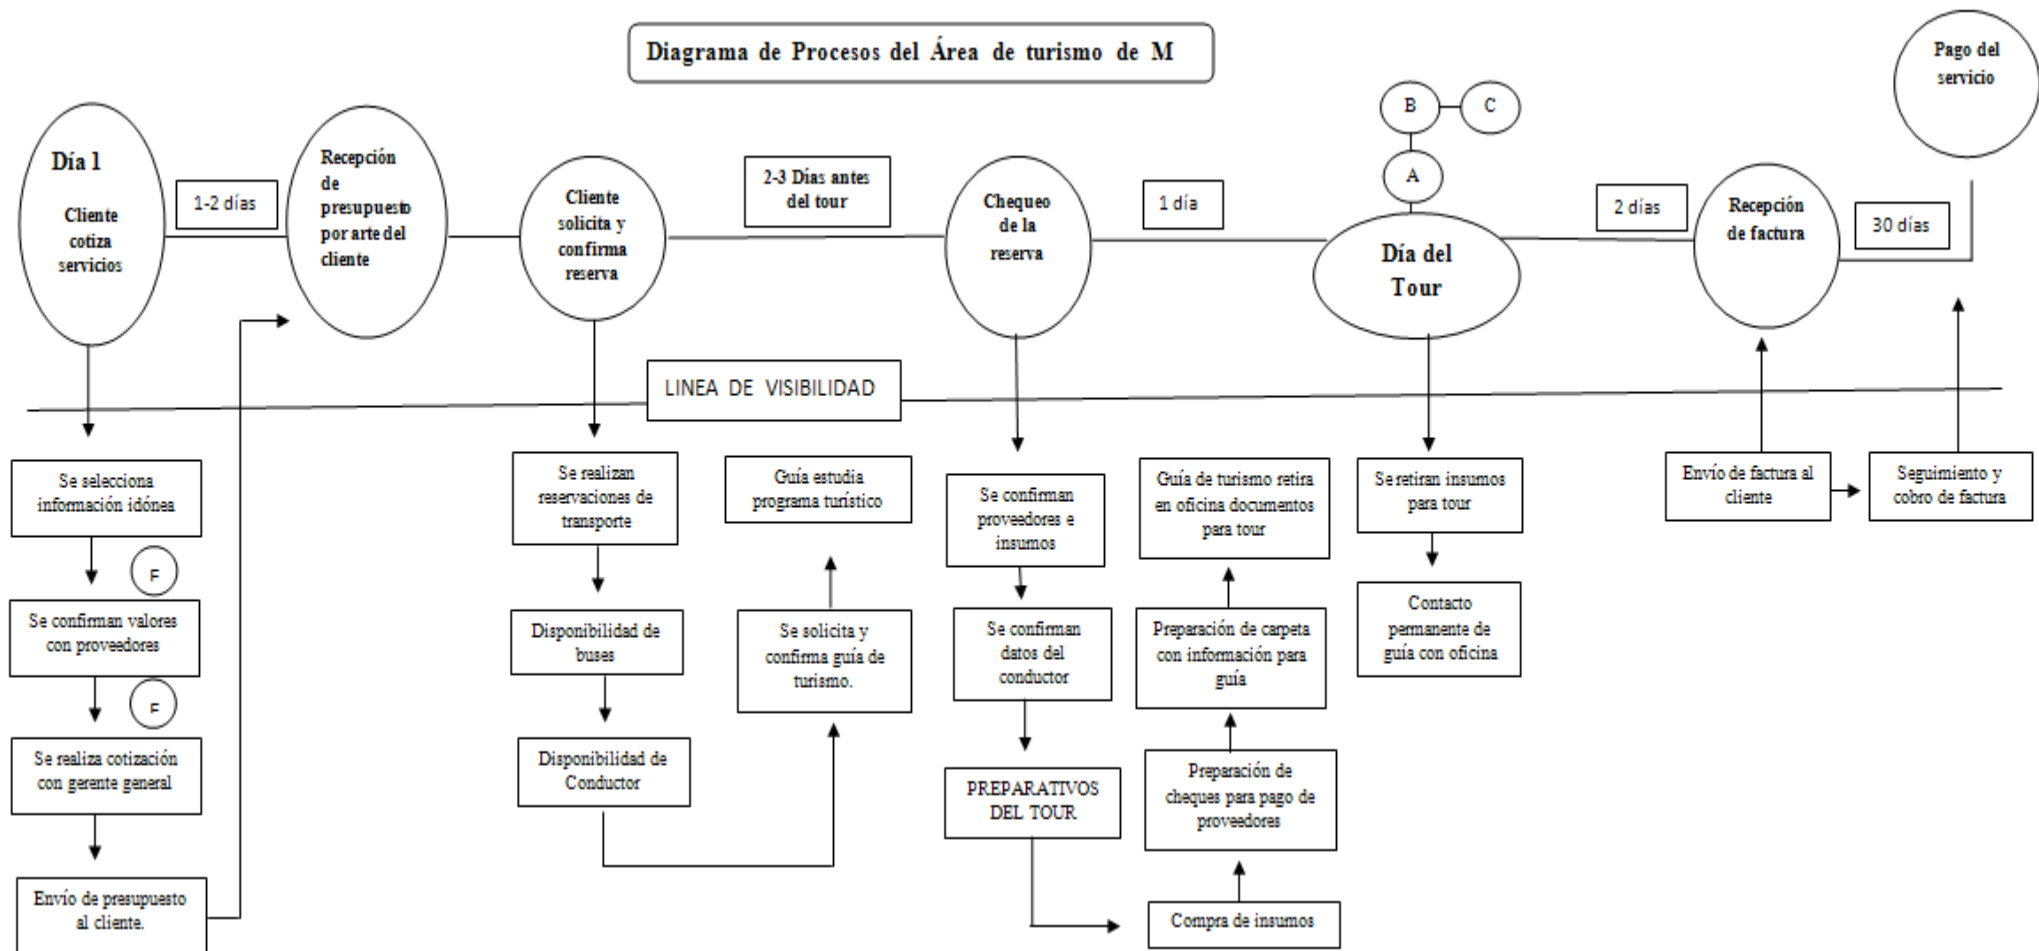 Diagrama de Procesos del Área de turismo de M
Pago del
servicio
B
C
A
Día 1
Cliente
cotiza
servicios
1-2 días
Recepción
de
presupuesto
por arte del
cliente
Cliente
solicita y
confirma
reserva
2-3 Días antes
del tour
Chequeo
de la
reserva
1 día
Día del
Tour
2 días
Recepción
de factura
30 días
LINEA DE VISIBILIDAD
Se selecciona
información idónea
F
Se confirman valores
con proveedores
F
Se realiza cotización
con gerente general
Envío de presupuesto
al cliente.
Se realizan
reservaciones de
transporte
Disponibilidad de
buses
Disponibilidad de
Conductor
Guía estudia
programa turístico
Se solicita y
confirma guía de
turismo.
Se confirman
proveedores e
insumos
Se confirman
datos del
conductor
PREPARATIVOS
DEL TOUR
Guía de turismo retira
en oficina documentos
para tour
Preparación de carpeta
con información para
guía
Preparación de
cheques para pago de
proveedores
Compra de insumos
Se retiran insumos
para tour
Contacto
permanente de
guía con oficina
Envío de factura al
cliente
Seguimiento y
cobro de factura